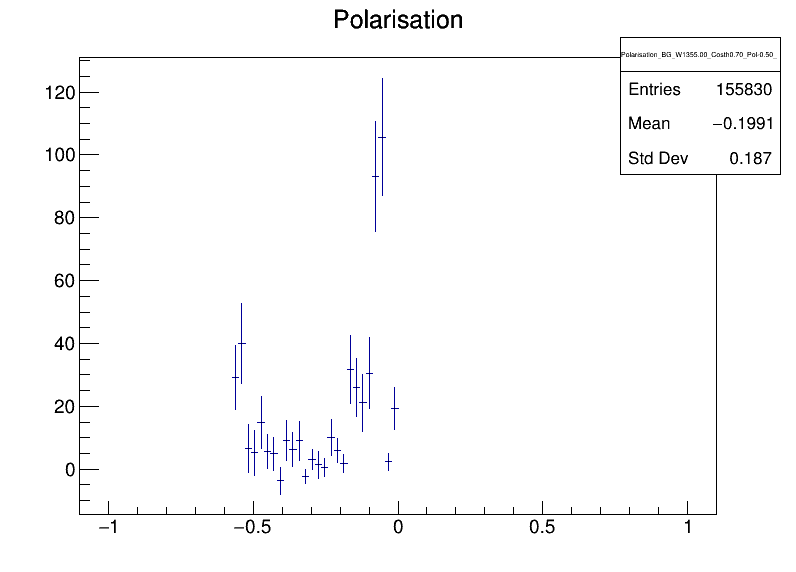 Polarisation
Polarisation_BG_W1355.00_Costh0.70_Pol-0.50_
Entries 155830
Mean −0.1991
Std Dev 0.187
120
100
80
60
40
20
0
−1 −0.5 0 0.5 1